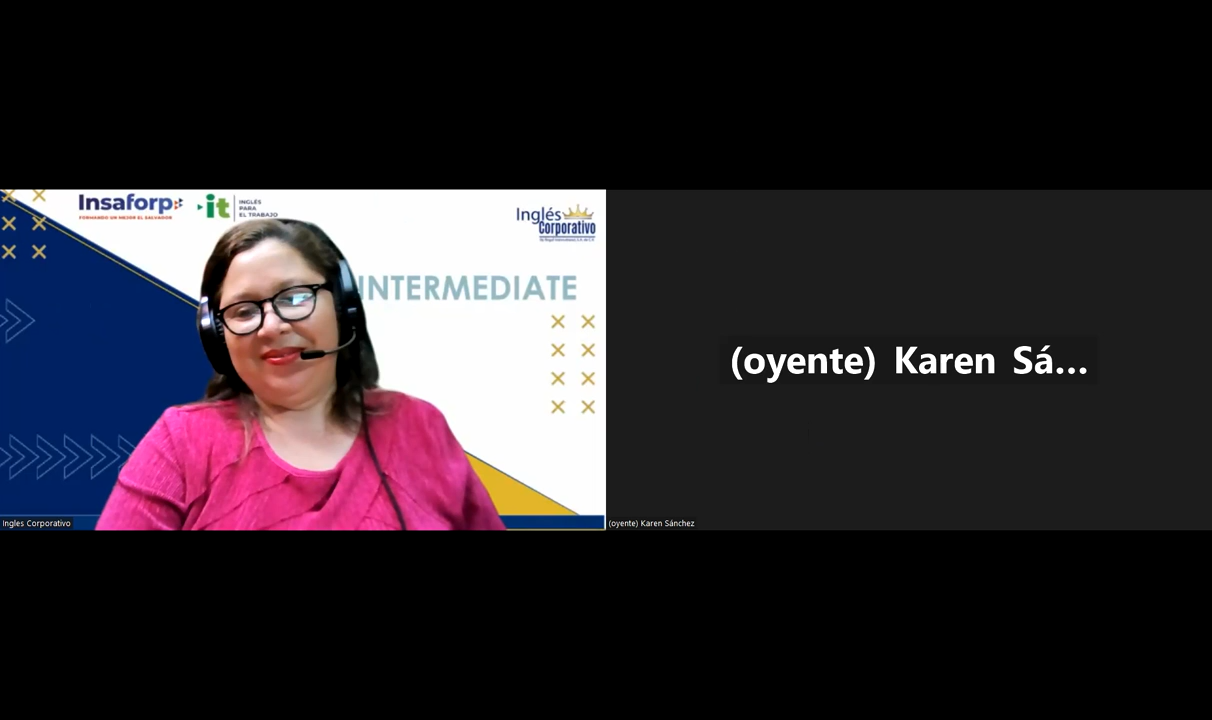 Insaforp
FORMANDO UN MEJOR EL SALVADOR
it
INGLÉS
PARA
EL TRABAJO
Inglés
Corporativo
INTERMEDIATE
Ingles Corporativo
(oyente) Karen Sá...
(oyente) Karen Sánchez